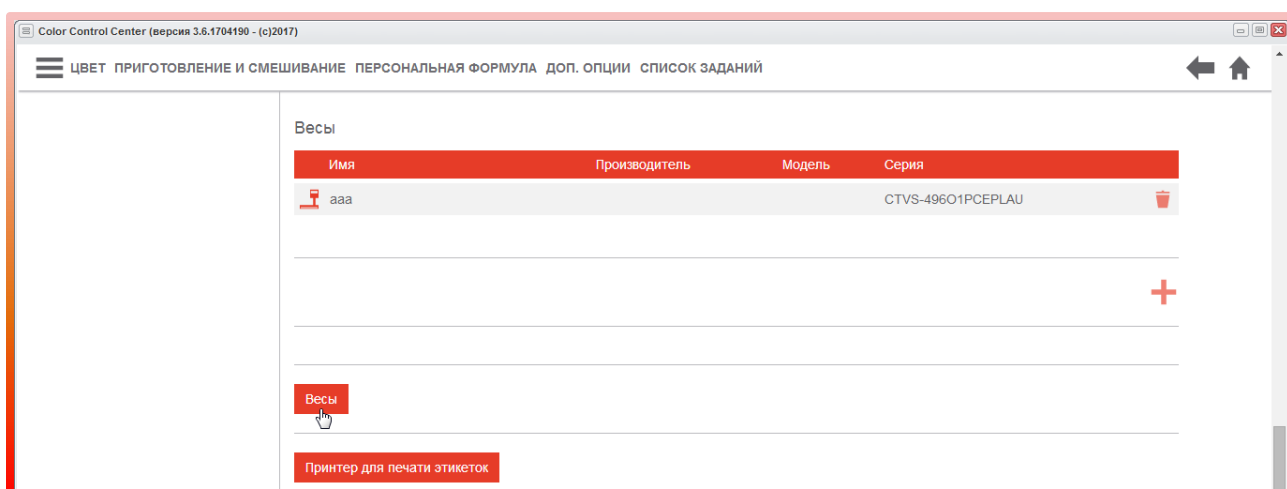 Color Control Center (версия 3.6.1704190 - (c)2017)
ЦВЕТ ПРИГОТОВЛЕНИЕ И СМЕШИВАНИЕ ПЕРСОНАЛЬНАЯ ФОРМУЛА ДОП. ОПЦИИ СПИСОК ЗАДАНИЙ
Весы
Имя Производитель Модель Серия
aaa CTVS-496O1PCEPLAU
Весы
Принтер для печати этикеток